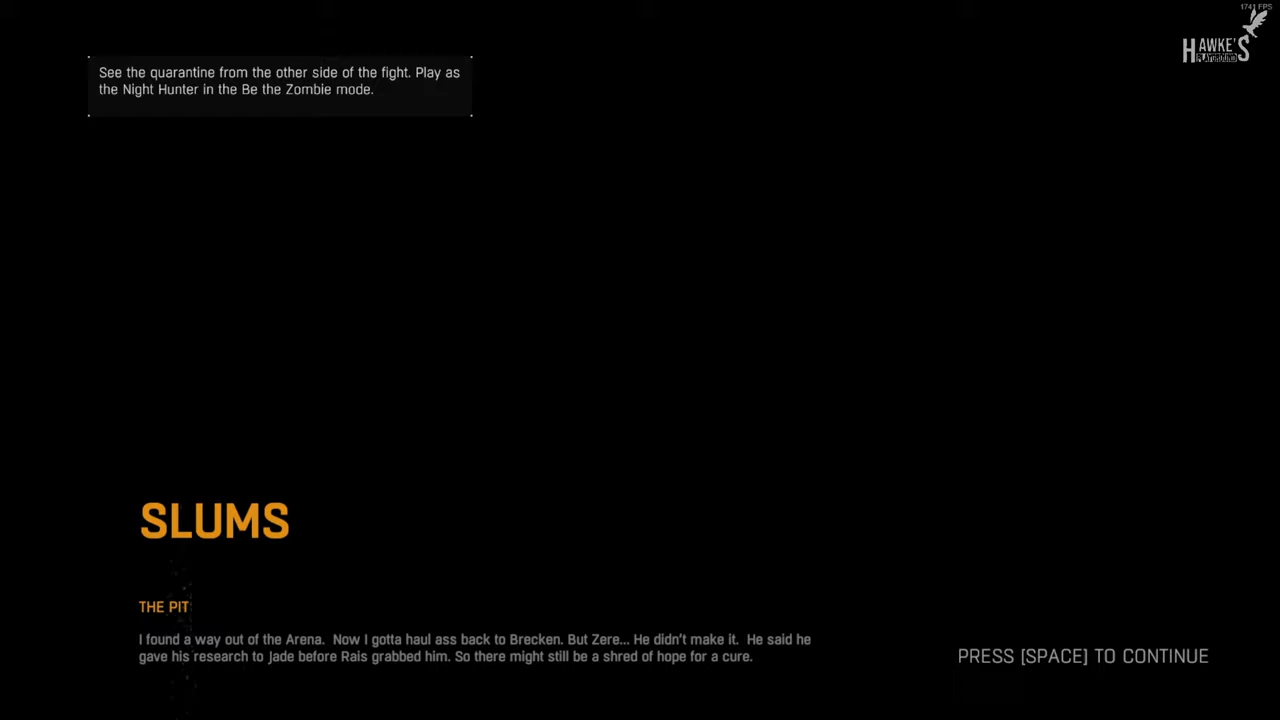 1741 FPS
HAWKE'S
PLAYGROUND
See the quarantine from the other side of the fight. Play as
the Night Hunter in the Be the Zombie mode.
SLUMS
THE PIT
I found a way out of the Arena.  Now I gotta haul ass back to Brecken. But Zere... He didn't make it.  He said he
gave his research to Jade before Rais grabbed him. So there might still be a shred of hope for a cure.
PRESS [SPACE] TO CONTINUE